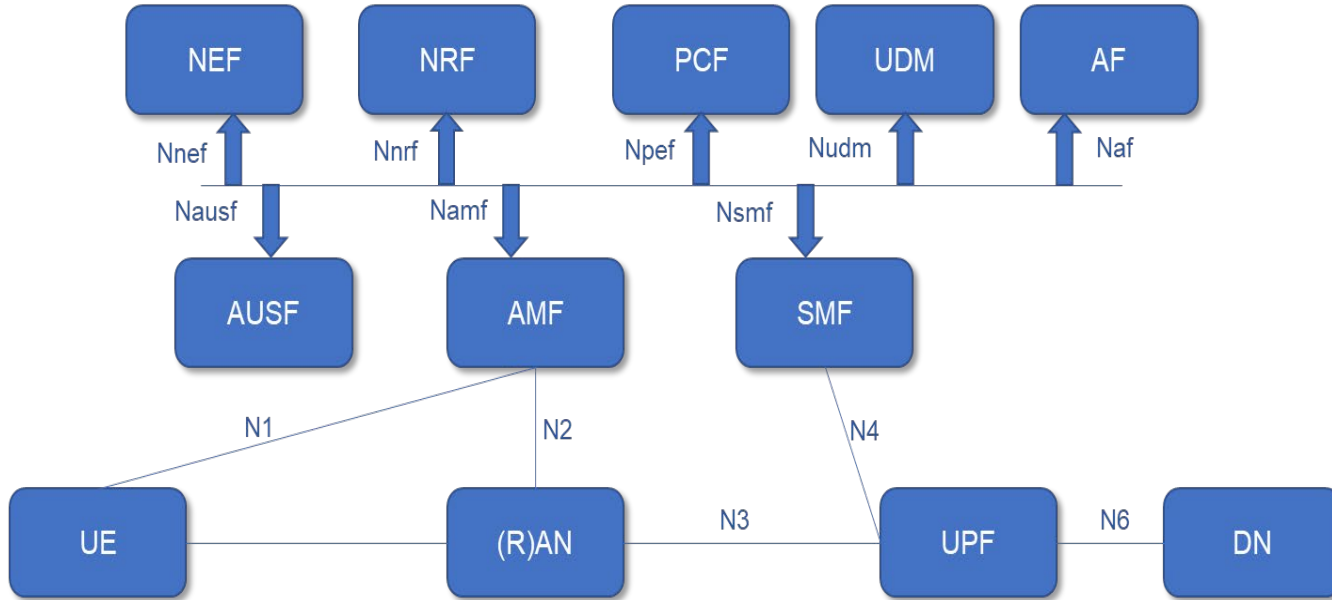 NEF
NRF
PCF
UDM
AF
Nnef
Nnrf
Npef
Nudm
Naf
Nausf
Namf
Nsmf
AUSF
AMF
SMF
N1
N2
N4
UE
(R)AN
N3
UPF
N6
DN